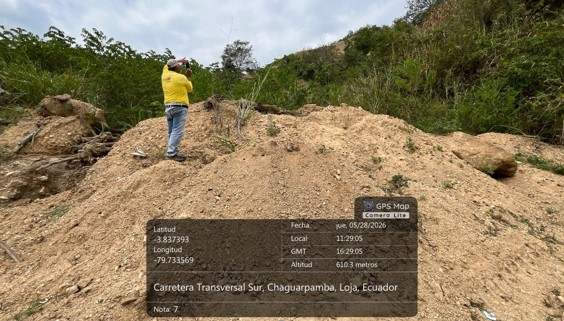 GPS Map
Camera Lite
Latitud
-3.837393
Longitud
-79.733569
Fecha jue, 05/28/2026
Local 11:29:05
GMT 16:29:05
Altitud 610.3 metros
Carretera Transversal Sur, Chaguarpamba, Loja, Ecuador
Nota: 7